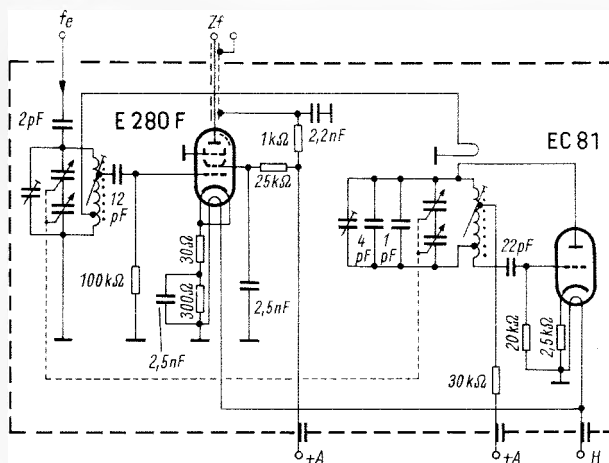 fe
Zf
2pF
E 280 F
1kΩ
2,2nF
EC 81
12
pF
25kΩ
4
pF
1
pF
22pF
30Ω
300Ω
100kΩ
2,5nF
2,5nF
20kΩ
2,5kΩ
30kΩ
+A
+A
H